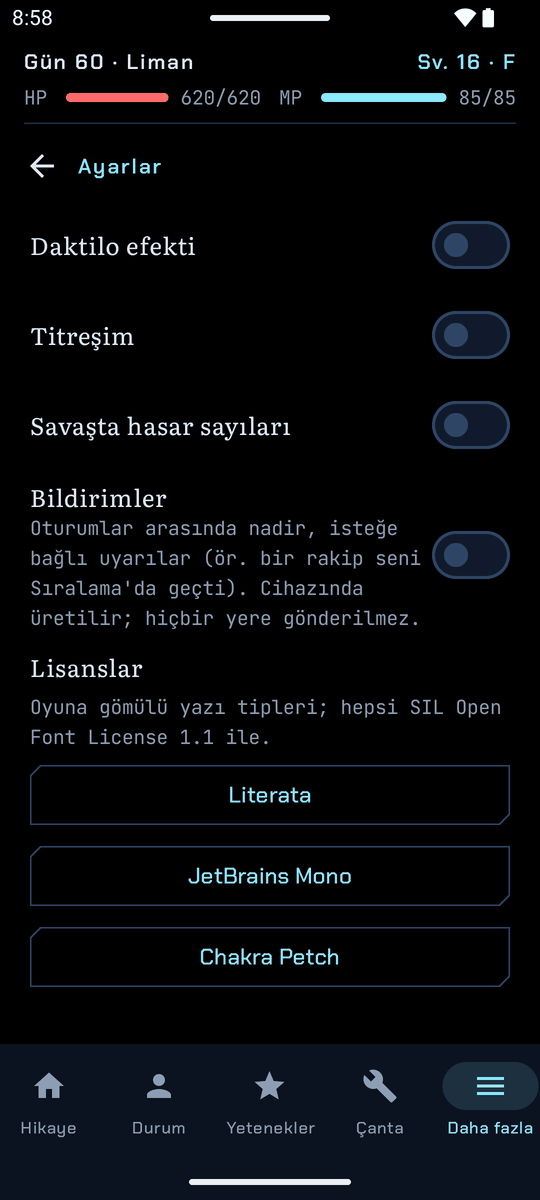 8:58
Gün 60 · Liman
Sv. 16 · F
HP 620/620 MP 85/85
Ayarlar
Daktilo efekti
Titreşim
Savaşta hasar sayıları
Bildirimler
Oturumlar arasında nadir, isteğe
bağlı uyarılar (ör. bir rakip seni
Sıralama'da geçti). Cihazında
üretilir; hiçbir yere gönderilmez.
Lisanslar
Oyuna gömülü yazı tipleri; hepsi SIL Open
Font License 1.1 ile.
Literata
JetBrains Mono
Chakra Petch
Hikaye
Durum
Yetenekler
Çanta
Daha fazla